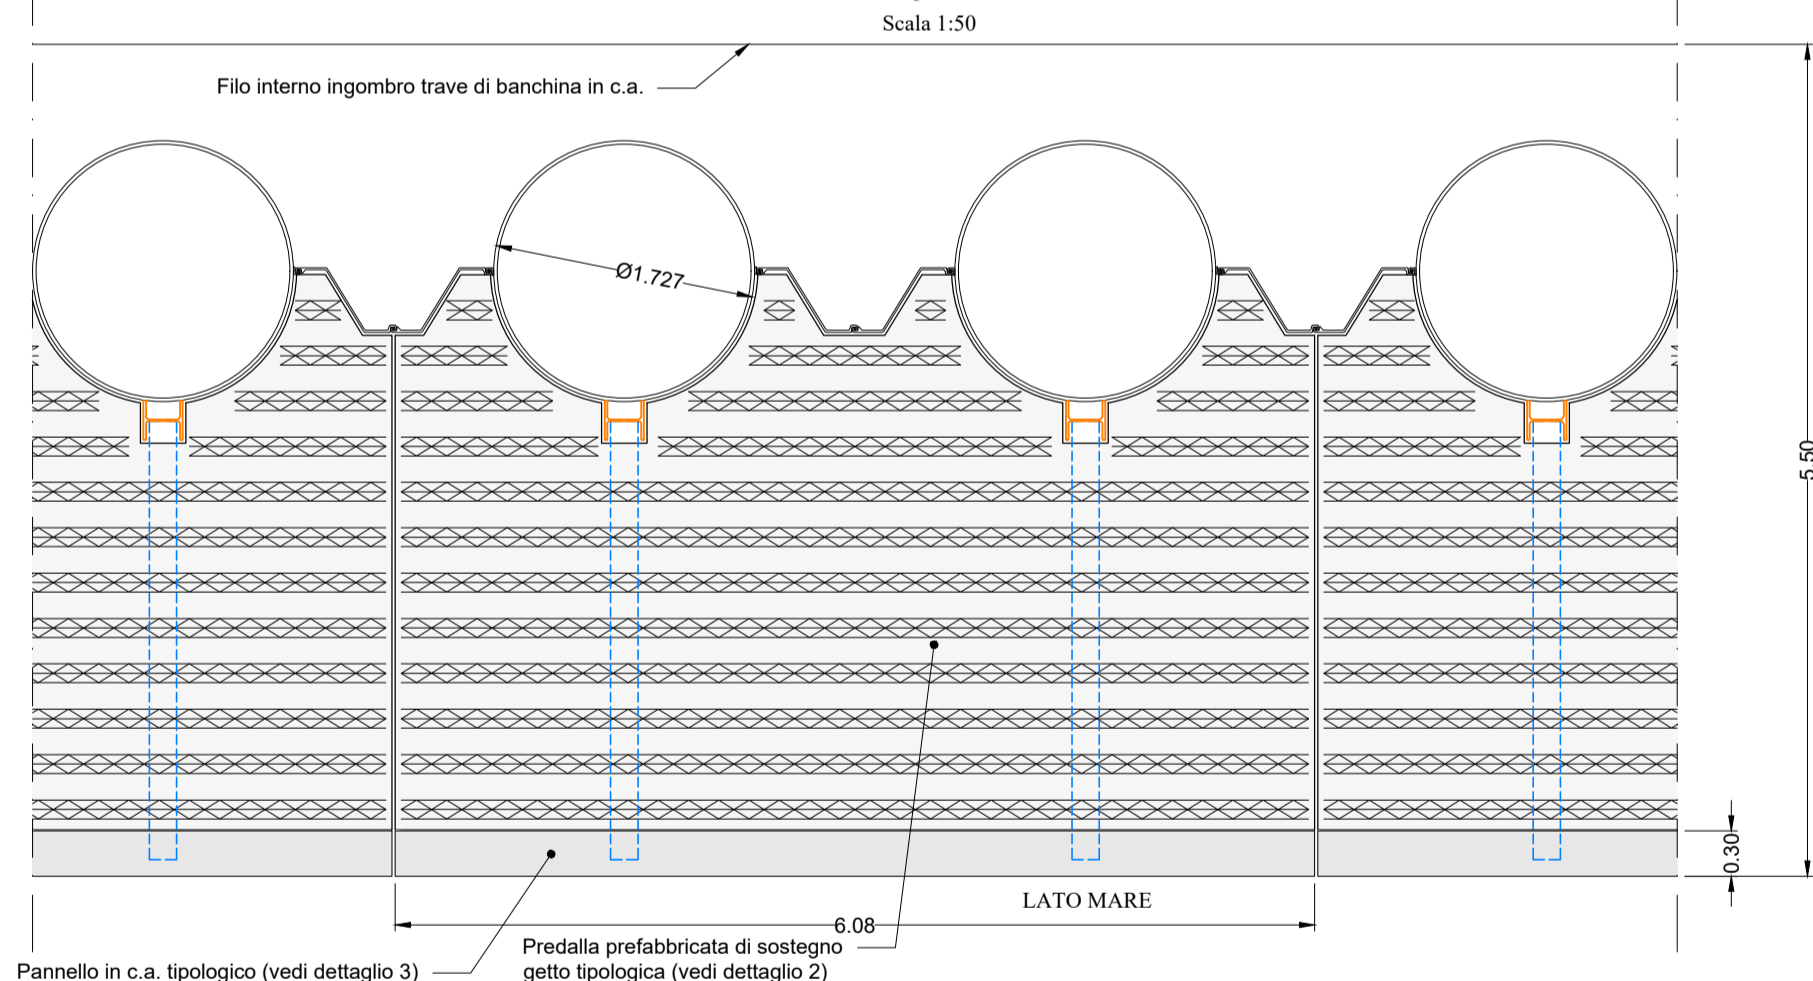 Scala 1:50
Filo interno ingombro trave di banchina in c.a.
Ø1.727
5.50
0.30
LATO MARE
6.08
Predalla prefabbricata di sostegno
getto tipologica (vedi dettaglio 2)
Pannello in c.a. tipologico (vedi dettaglio 3)